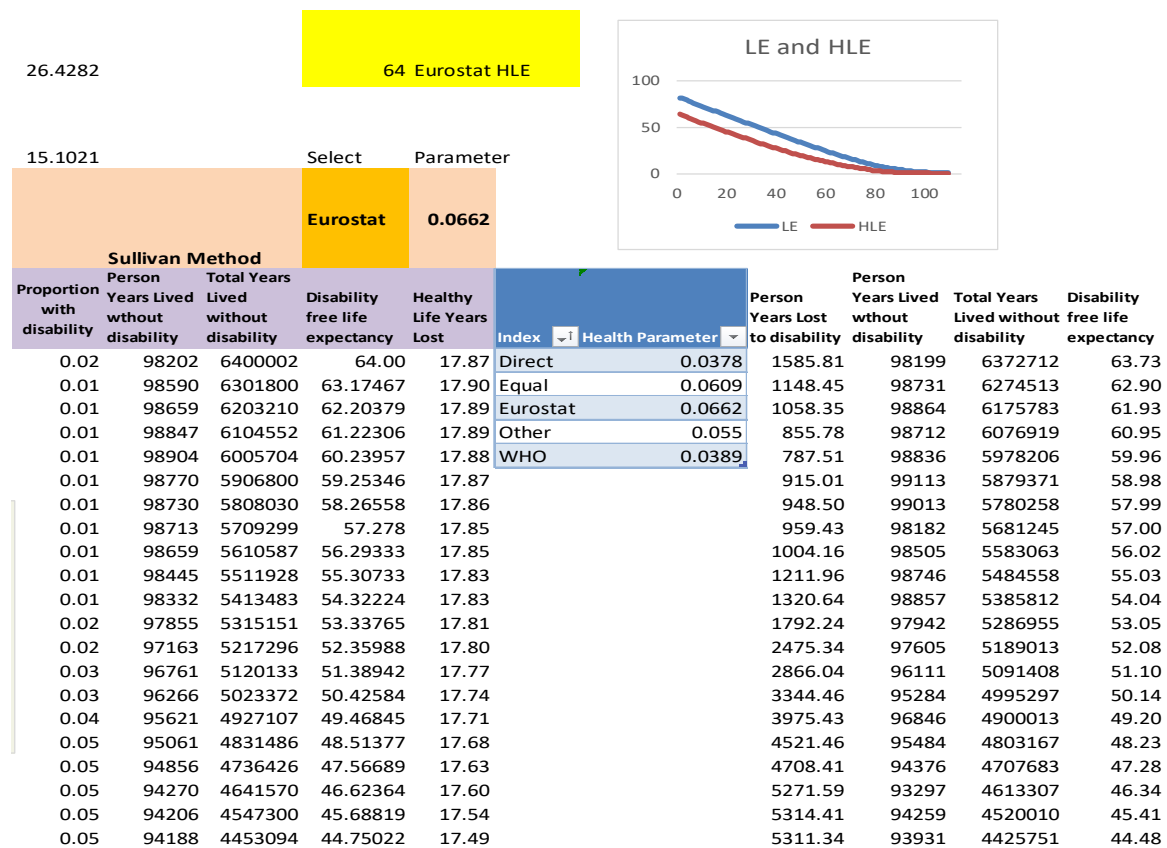 LE and HLE
26.4282 64 Eurostat HLE
100
50
0
0 20 40 60 80 100
LE HLE
15.1021 Select Parameter
Eurostat 0.0662
Sullivan Method
Proportion with disability Person Years Lived wthout disability Total Years Lived without disability Disability free life expectancy Healthy Life Years Lost Index Health Parameter Person Years Lost to disability Person Years Lived wthout disability Total Years Lived without disability Disability free life expectancy
0.02 98202 6400002 64.00 17.87 Direct 0.0378 1585.81 98199 6372712 63.73
0.01 98590 6301800 63.17467 17.90 Equal 0.0609 1148.45 98731 6274513 62.90
0.01 98659 6203210 62.20379 17.89 Eurostat 0.0662 1058.35 98864 6175783 61.93
0.01 98847 6104552 61.22306 17.89 Other 0.055 855.78 98712 6076919 60.95
0.01 98904 6005704 60.23957 17.88 WHO 0.0389 787.51 98836 5978206 59.96
0.01 98770 5906800 59.25346 17.87 915.01 99113 5879371 58.98
0.01 98730 5808030 58.26558 17.86 948.50 99013 5780258 57.99
0.01 98713 5709299 57.278 17.85 959.43 98182 5681245 57.00
0.01 98659 5610587 56.29333 17.85 1004.16 98505 5583063 56.02
0.01 98445 5511928 55.30733 17.83 1211.96 98746 5484558 55.03
0.01 98332 5413483 54.32224 17.83 1320.64 98857 5385812 54.04
0.02 97855 5315151 53.33765 17.81 1792.24 97942 5286955 53.05
0.02 97163 5217296 52.35988 17.80 2475.34 97605 5189013 52.08
0.03 96761 5120133 51.38942 17.77 2866.04 96111 5091408 51.10
0.03 96266 5023372 50.42584 17.74 3344.46 95284 4995297 50.14
0.04 95621 4927107 49.46845 17.71 3975.43 96846 4900013 49.20
0.05 95061 4831486 48.51377 17.68 4521.46 95484 4803167 48.23
0.05 94856 4736426 47.56689 17.63 4708.41 94376 4707683 47.28
0.05 94270 4641570 46.62364 17.60 5271.59 93297 4613307 46.34
0.05 94206 4547300 45.68819 17.54 5314.41 94259 4520010 45.41
0.05 94188 4453094 44.75022 17.49 5311.34 93931 4425751 44.48